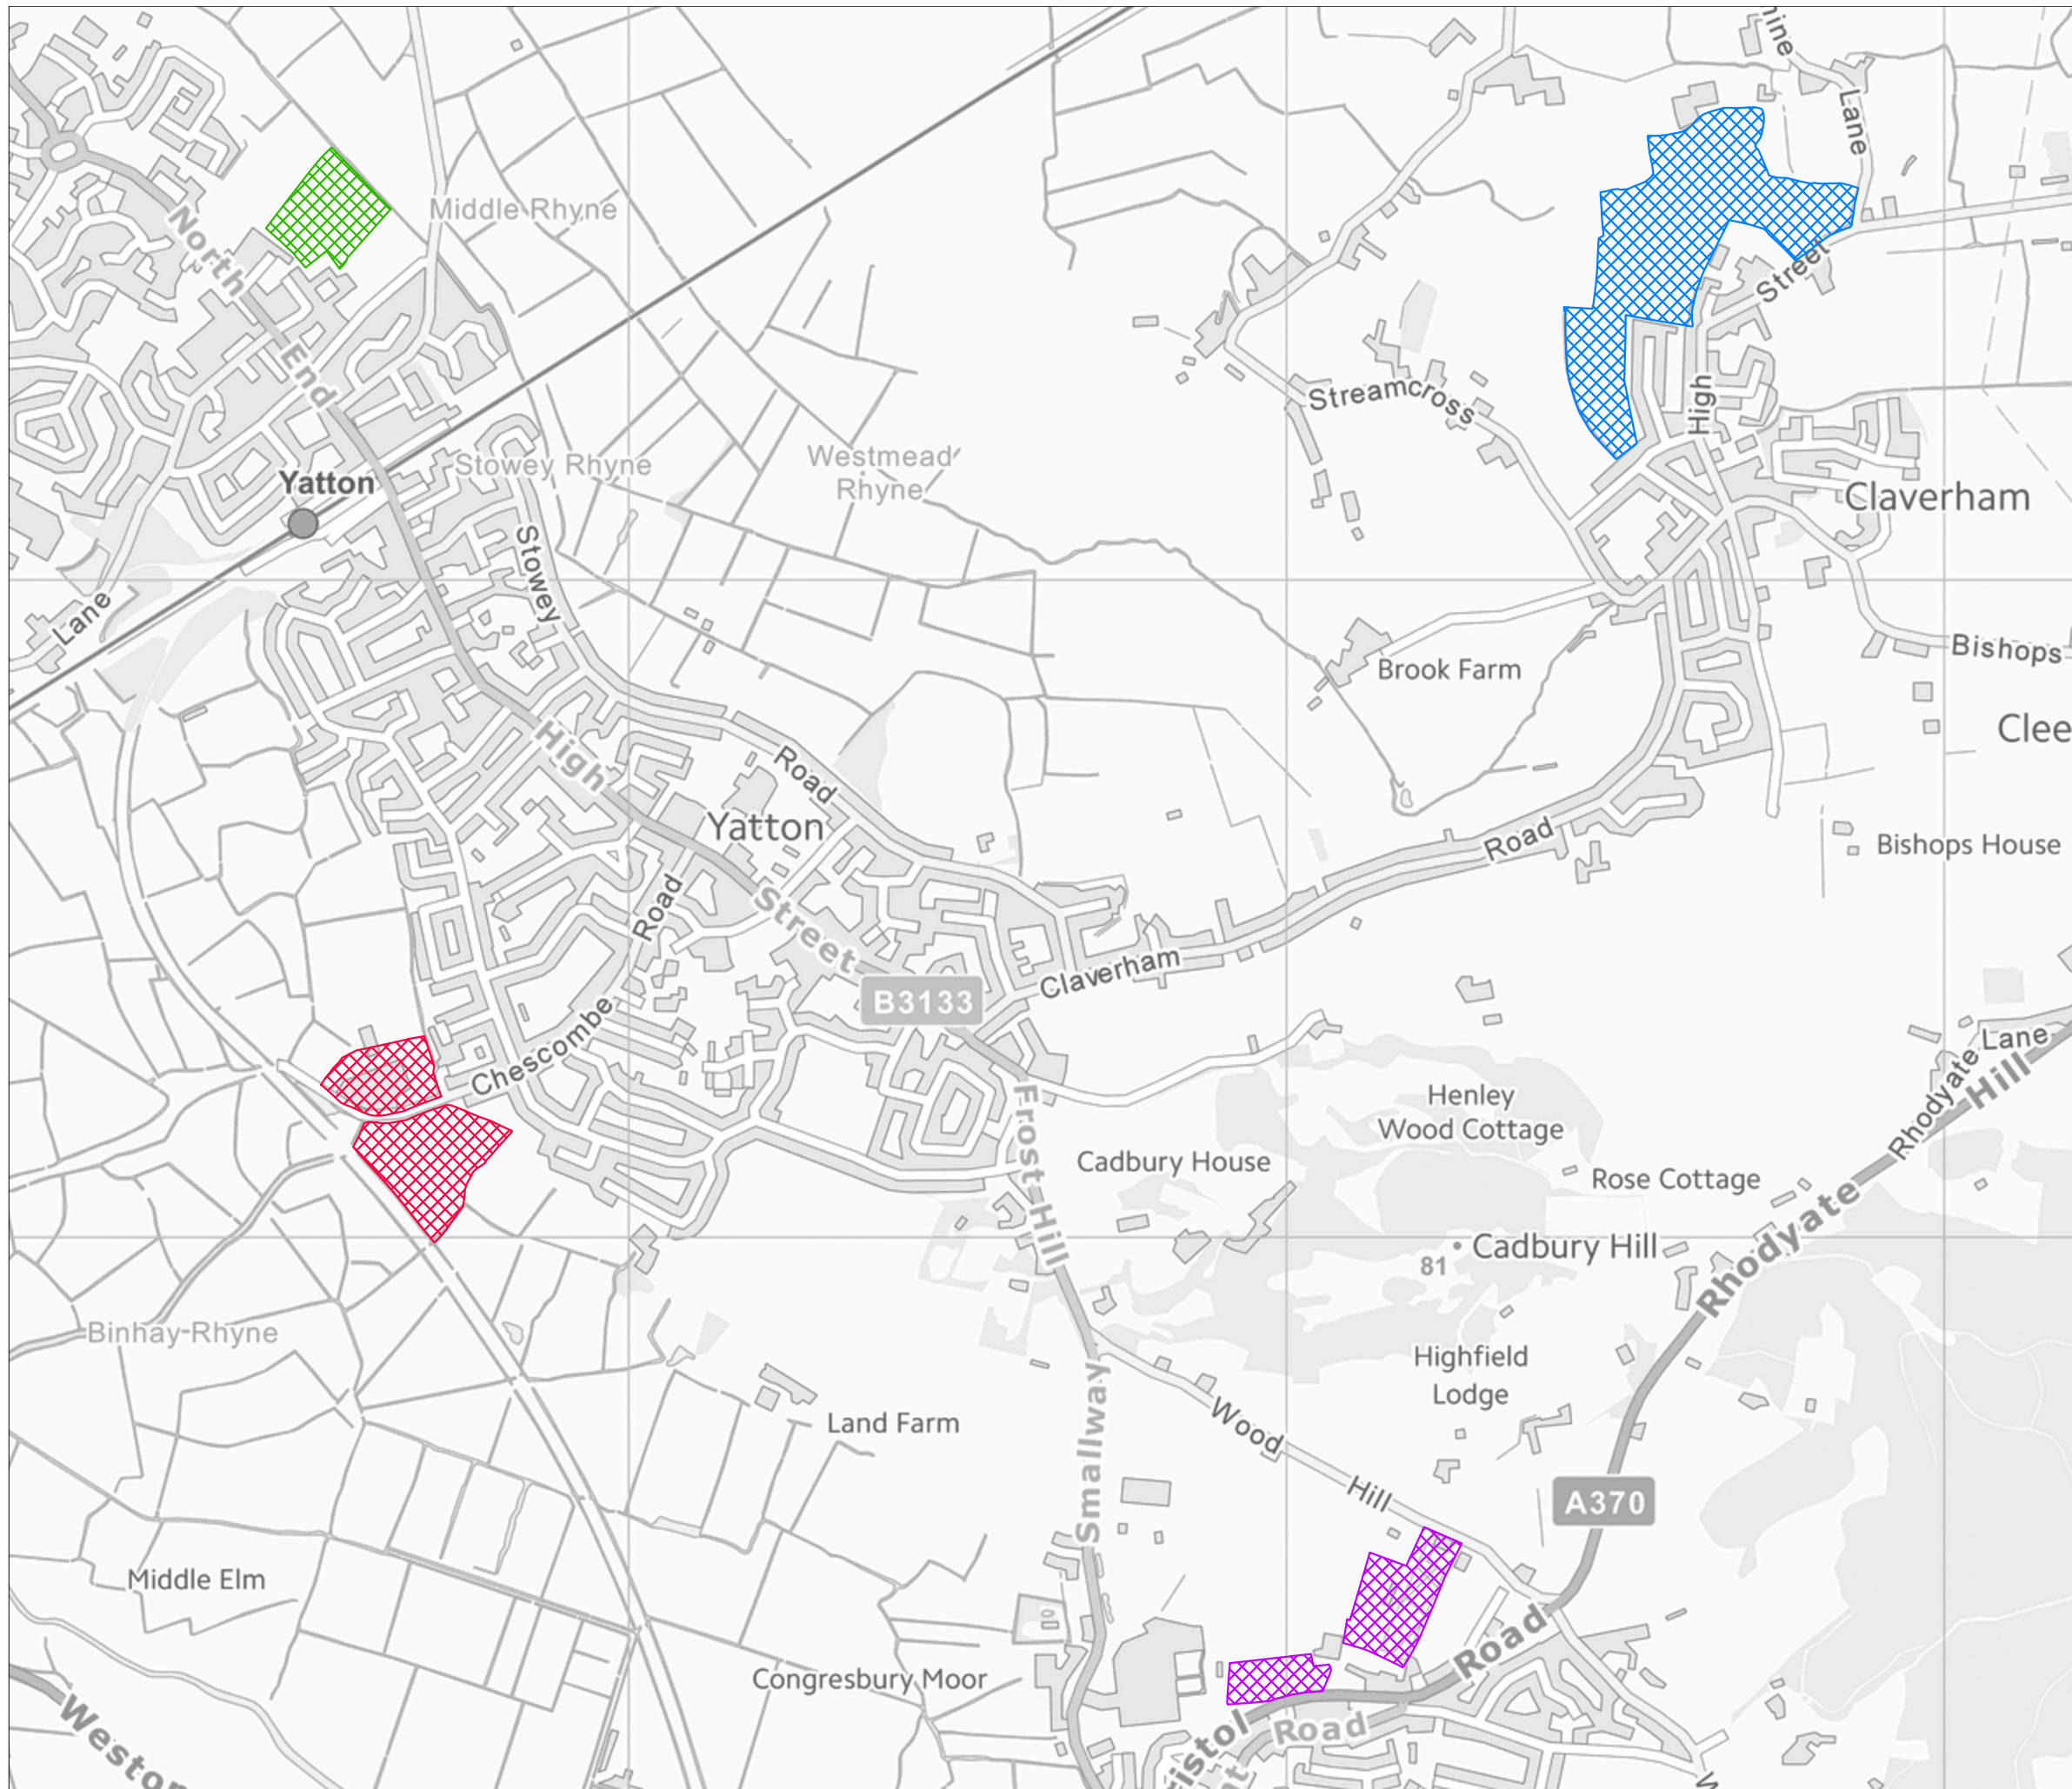 Lane
Middle Rhyne
North
End
Street
Streamcross
High
Yatton
Stowey Rhyne
Westmead
Rhyne
Claverham
Stowey
Lane
Bishops
Brook Farm
Clee
High
Road
Yatton
Road
Bishops House
Road
Street
Claverham
B3133
Chescombe
Lane
Rhodyate
Hill
Henley
Wood Cottage
Frost Hill
Cadbury House
Rose Cottage
Rhodyate
81
Cadbury Hill
Binhay Rhyne
Highfield
Lodge
Smallway
Wood
Hill
Land Farm
A370
Middle Elm
Road
Congresbury Moor
Road